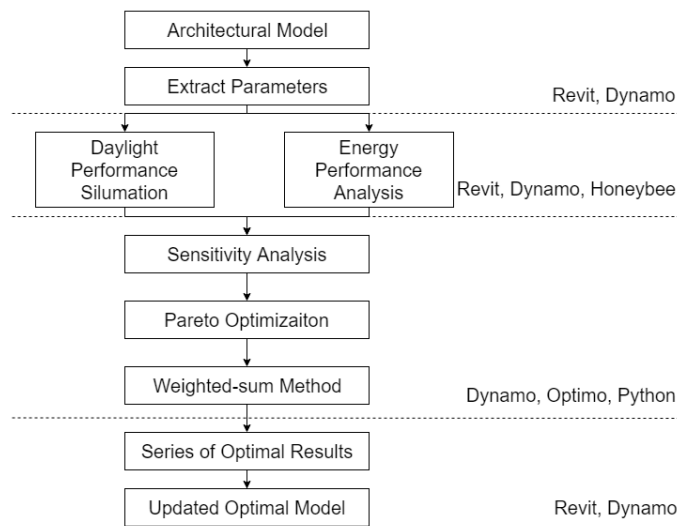 Architectural Model
Extract Parameters
Revit, Dynamo
Daylight
Performance
Silumation
Energy
Performance
Analysis
Revit, Dynamo, Honeybee
Sensitivity Analysis
Pareto Optimizaiton
Weighted-sum Method
Dynamo, Optimo, Python
Series of Optimal Results
Updated Optimal Model
Revit, Dynamo